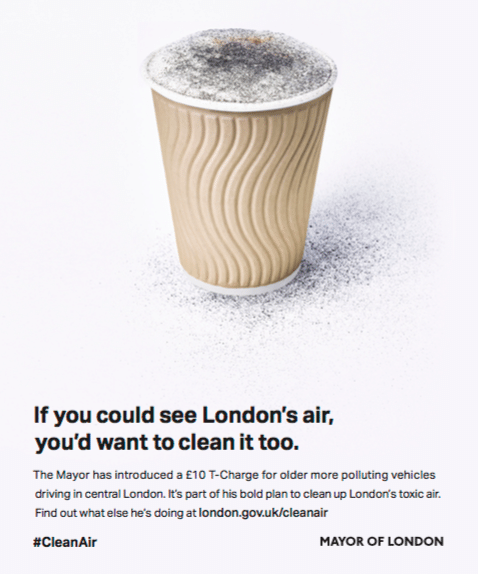 If you could see London's air,
you'd want to clean it too.
The Mayor has introduced a £10 T-Charge for older more polluting vehicles
driving in central London. It's part of his bold plan to clean up London's toxic air.
Find out what else he's doing at london.gov.uk/cleanair
#CleanAir
MAYOR OF LONDON